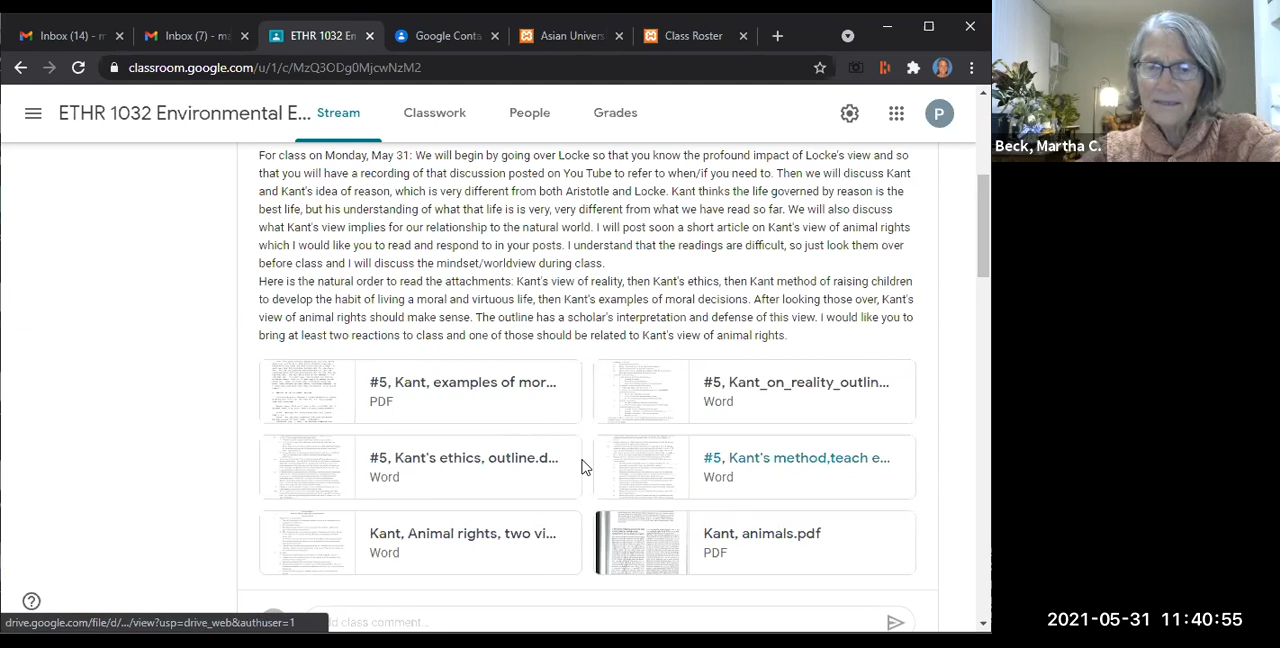 Inbox (14) - m
Inbox (7) - ma
ETHR 1032 En
Google Conta
Asian Univers
Class Roster
classroom.google.com/u/1/c/MzQ3ODg0MjcwNzM2
ETHR 1032 Environmental E...
Stream
Classwork
People
Grades
P
For class on Monday, May 31: We will begin by going over Locke so that you know the profound impact of Locke's view and so
that you will have a recording of that discussion posted on You Tube to refer to when/if you need to. Then we will discuss Kant
and Kant's idea of reason, which is very different from both Aristotle and Locke. Kant thinks the life governed by reason is the
best life, but his understanding of what that life is is very, very different from what we have read so far. We will also discuss
what Kant's view implies for our relationship to the natural world. I will post soon a short article on Kant's view of animal rights
which I would like you to read and respond to in your posts. I understand that the readings are difficult, so just look them over
before class and I will discuss the mindset/worldview during class.
Here is the natural order to read the attachments: Kant's view of reality, then Kant's ethics, then Kant method of raising children
to develop the habit of living a moral and virtuous life, then Kant's examples of moral decisions. After looking those over, Kant's
view of animal rights should make sense. The outline has a scholar's interpretation and defense of this view. I would like you to
bring at least two reactions to class and one of those should be related to Kant's view of animal rights.
#5, Kant, examples of mor...
PDF
#5, kant_on_reality_outlin...
Word
#5, Kant's ethics, outline.d...
Word
#5, Kant's method,teach e...
Word
Kant, Animal rights, two vi...
Word
Kant, animals.pdf
PDF
Add class comment...
drive.google.com/file/d/.../view?usp=drive_web&authuser=1
Beck, Martha C.
2021-05-31 11:40:55